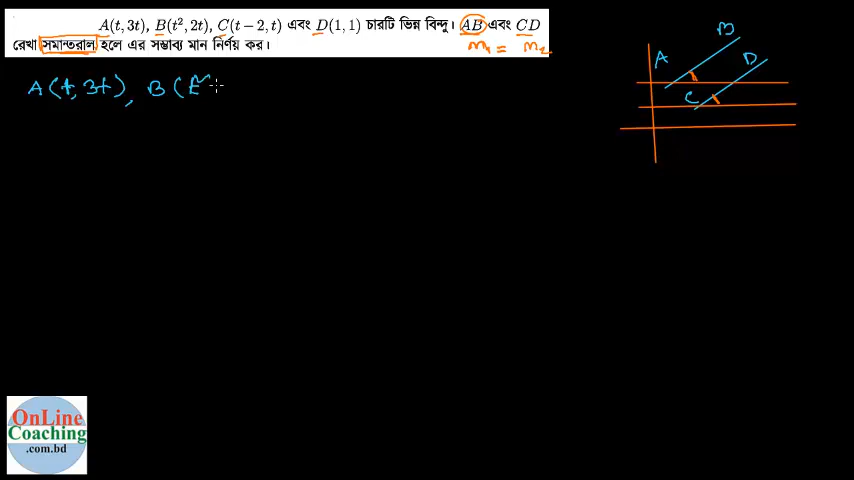 A(t, 3t), B(t², 2t), C(t − 2, t) এবং D(1, 1) চারটি ভিন্ন বিন্দু। AB এবং CD
রেখা সমান্তরাল হলে এর সম্ভাব্য মান নির্ণয় কর।
m₁ = m₂
A (t, 3t), B (t²
A
B
C
D
OnLine
Coaching
.com.bd